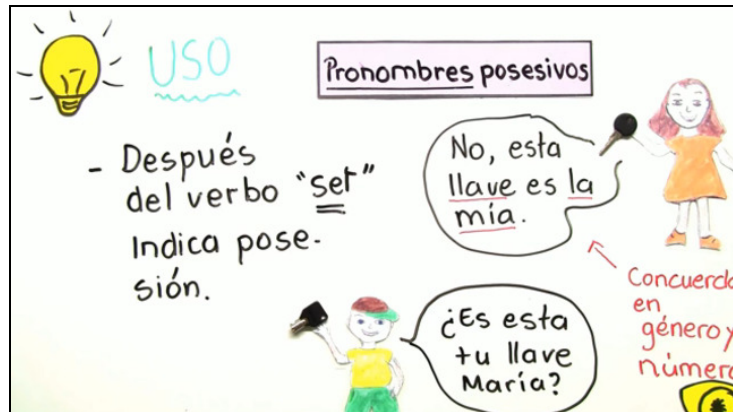 USO
Pronombres posesivos
- Después
del verbo "ser"
Indica pose-
sión.
No, esta
llave es la
mía.
Concuerda
en
género y
número
¿Es esta
tu llave
María?